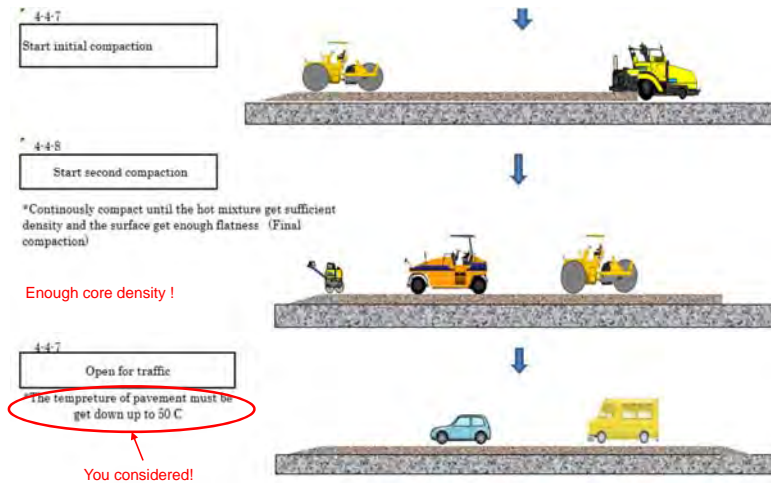 4-4-7
Start initial compaction
4-4-8
Start second compaction
*Continously compact until the hot mixture get sufficient
density and the surface get enough flatness (Final
compaction)
Enough core density !
4-4-7
Open for traffic
*The tempreture of pavement must be
get down up to 50 C
You considered!